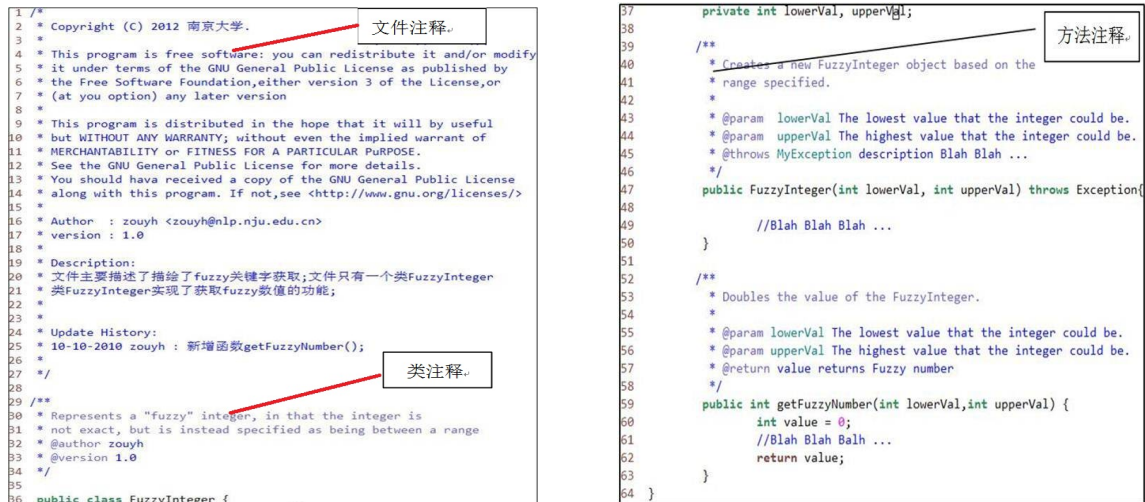 1 /*
2 * Copyright (C) 2012 南京大学.
3 *
4 * This program is free software: you can redistribute it and/or modify
5 * it under terms of the GNU General Public License as published by
6 * the Free Software Foundation,either version 3 of the License,or
7 * (at you option) any later version
8 *
9 * This program is distributed in the hope that it will by useful
10 * but WITHOUT ANY WARRANTY; without even the implied warrant of
11 * MERCHANTABILITY or FITNESS FOR A PARTICULAR PuRPOSE.
12 * See the GNU General Public License for more details.
13 * You should hava received a copy of the GNU General Public License
14 * along with this program. If not,see <http://www.gnu.org/licenses/>
15 *
16 * Author : zouyh <zouyh@nlp.nju.edu.cn>
17 * version : 1.0
18 *
19 * Description:
20 * 文件主要描述了描绘了fuzzy关键字获取;文件只有一个类FuzzyInteger
21 * 类FuzzyInteger实现了获取fuzzy数值的功能;
22 *
23 *
24 * Update History:
25 * 10-10-2010 zouyh : 新增函数getFuzzyNumber();
26 *
27 */
28
29 /**
30 * Represents a "fuzzy" integer, in that the integer is
31 * not exact, but is instead specified as being between a range
32 * @author zouyh
33 * @version 1.0
34 */
35
36 public class FuzzyInteger {
文件注释
类注释
37 private int lowerVal, upperVal;
38
39 /**
40 * Creates a new FuzzyInteger object based on the
41 * range specified.
42 *
43 * @param lowerVal The lowest value that the integer could be.
44 * @param upperVal The highest value that the integer could be.
45 * @throws MyException description Blah Blah ...
46 */
47 public FuzzyInteger(int lowerVal, int upperVal) throws Exception{
48
49 //Blah Blah Blah ...
50 }
51
52 /**
53 * Doubles the value of the FuzzyInteger.
54 *
55 * @param lowerVal The lowest value that the integer could be.
56 * @param upperVal The highest value that the integer could be.
57 * @return value returns Fuzzy number
58 */
59 public int getFuzzyNumber(int lowerVal,int upperVal) {
60 int value = 0;
61 //Blah Blah Balh ...
62 return value;
63 }
64 }
方法注释